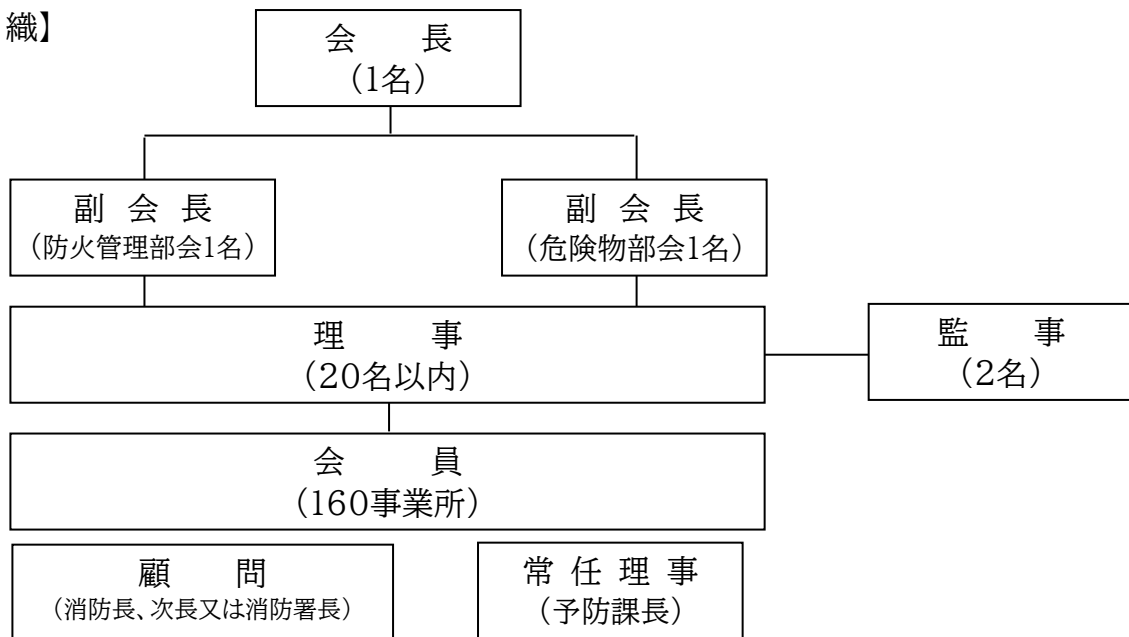 織】
会　長
（1名）
副 会 長
（防火管理部会1名）
副 会 長
（危険物部会1名）
理　事
（20名以内）
監　事
（2名）
会　員
（160事業所）
顧　問
（消防長、次長又は消防署長）
常 任 理 事
（予防課長）